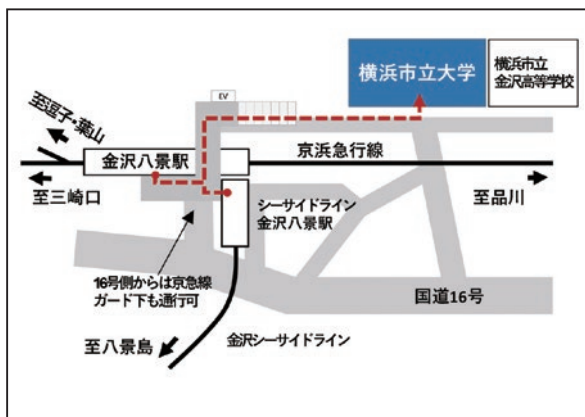 横浜市立大学
横浜市立
金沢高等学校
EV
至逗子・葉山
金沢八景駅
京浜急行線
至三崎口
至品川
シーサイドライン
金沢八景駅
16号側からは京急線
ガード下も通行可
国道16号
至八景島
金沢シーサイドライン